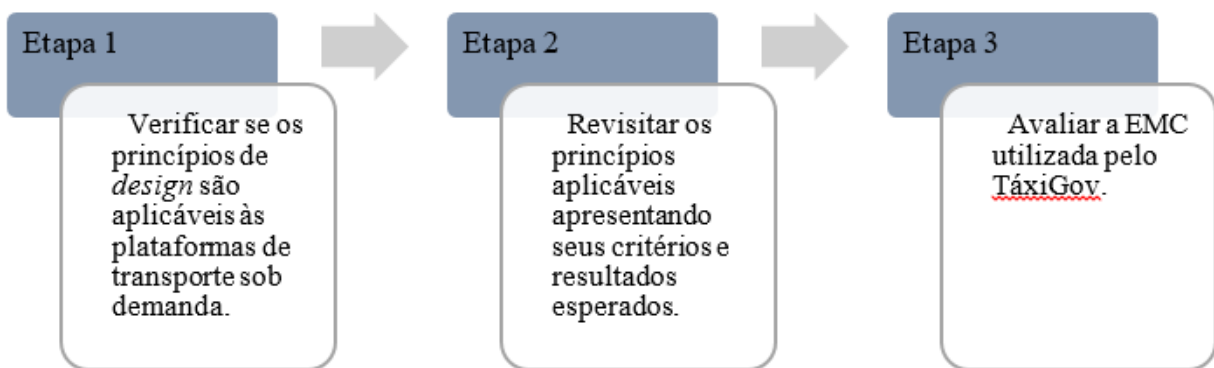 Etapa 1
Verificar se os
princípios de
design são
aplicáveis às
plataformas de
transporte sob
demanda.
Etapa 2
Revisitar os
princípios
aplicáveis
apresentando
seus critérios e
resultados
esperados.
Etapa 3
Avaliar a EMC
utilizada pelo
TáxiGov.